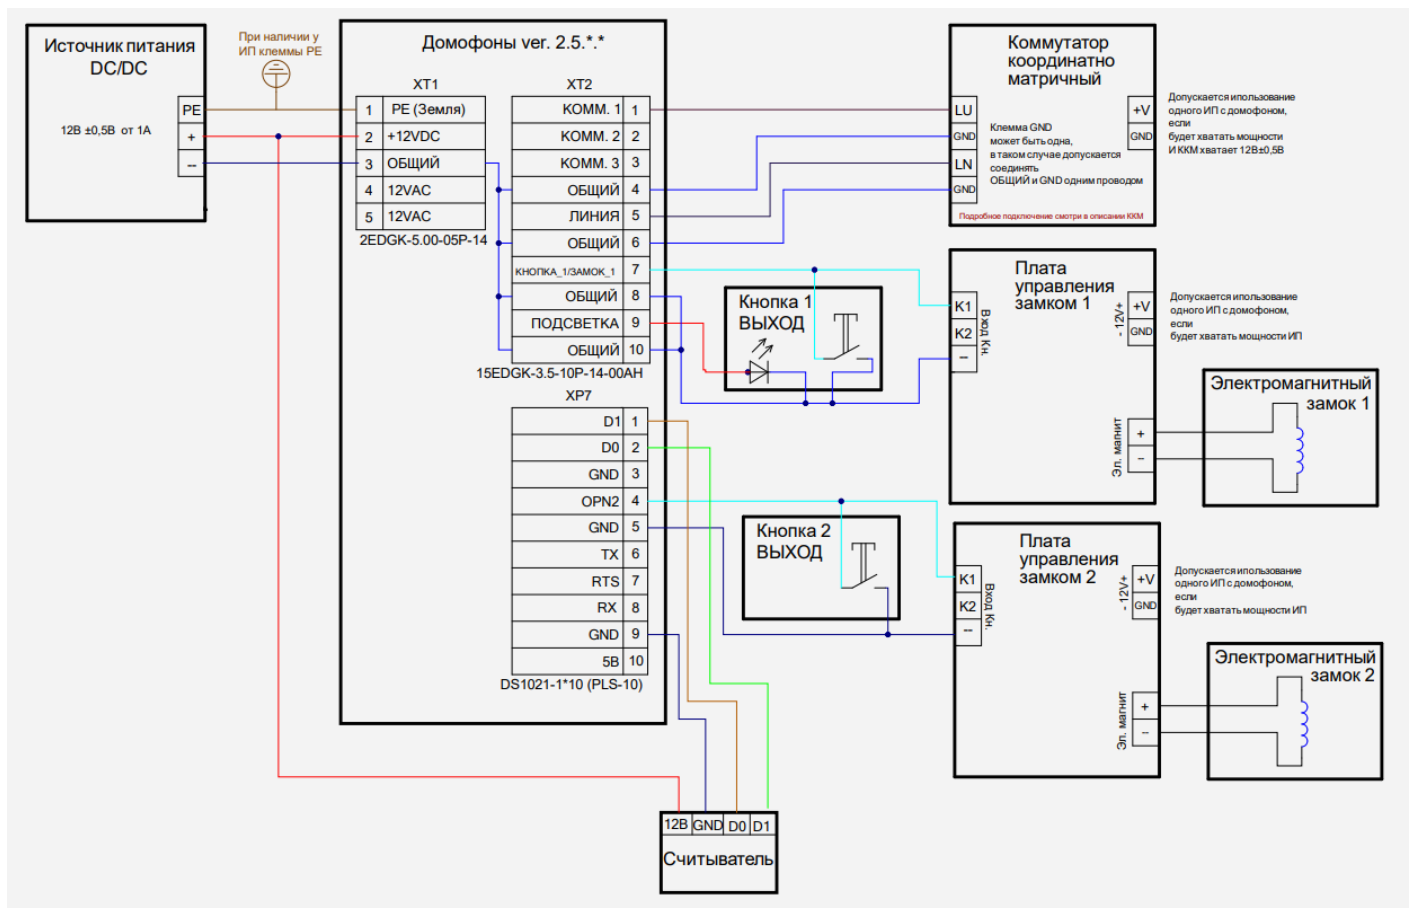 Источник питания
DC/DC
12В ±0,5В от 1А
PE
+
--
При наличии у
ИП клеммы PE
Домофоны ver. 2.5.*.*
XT1
1 PE (Земля)
2 +12VDC
3 ОБЩИЙ
4 12VAC
5 12VAC
2EDGK-5.00-05P-14
XT2
КОММ. 1 1
КОММ. 2 2
КОММ. 3 3
ОБЩИЙ 4
ЛИНИЯ 5
ОБЩИЙ 6
КНОПКА_1/ЗАМОК_1 7
ОБЩИЙ 8
ПОДСВЕТКА 9
ОБЩИЙ 10
15EDGK-3.5-10P-14-00AH
XP7
D1 1
D0 2
GND 3
OPN2 4
GND 5
TX 6
RTS 7
RX 8
GND 9
5В 10
DS1021-1*10 (PLS-10)
Коммутатор
координатно
матричный
LU
GND
LN
GND
+V
GND
Клемма GND
может быть одна,
в таком случае допускается
соединять
ОБЩИЙ и GND одним проводом
Подробное подключение смотри в описании ККМ
Допускается ипользование
одного ИП с домофоном,
если
будет хватать мощности
И ККМ хватает 12В±0,5В
Кнопка 1
ВЫХОД
Плата
управления
замком 1
K1
K2
--
Вход Кн.
- 12V+
+V
GND
Эл. магнит
+
--
Допускается ипользование
одного ИП с домофоном,
если
будет хватать мощности ИП
Электромагнитный
замок 1
Кнопка 2
ВЫХОД
Плата
управления
замком 2
K1
K2
--
Вход Кн.
- 12V+
+V
GND
Эл. магнит
+
--
Допускается ипользование
одного ИП с домофоном,
если
будет хватать мощности ИП
Электромагнитный
замок 2
12В GND D0 D1
Считыватель